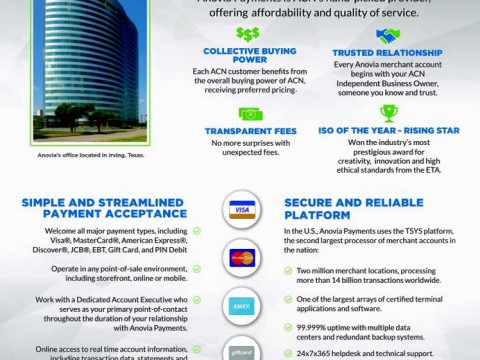 Anovia Payments is ACN's hand-picked provider,
offering affordability and quality of service.
$$$
COLLECTIVE BUYING
POWER
Each ACN customer benefits from
the overall buying power of ACN,
receiving preferred pricing.
TRUSTED RELATIONSHIP
Every Anovia merchant account
begins with your ACN
Independent Business Owner,
someone you know and trust.
TRANSPARENT FEES
No more surprises with
unexpected fees.
ISO OF THE YEAR - RISING STAR
Won the industry's most
prestigious award for
creativity, innovation and high
ethical standards from the ETA.
Anovia's office located in Irving, Texas.
SIMPLE AND STREAMLINED
PAYMENT ACCEPTANCE
Welcome all major payment types, including
Visa®, MasterCard®, American Express®,
Discover®, JCB®, EBT, Gift Card, and PIN Debit
Operate in any point-of-sale environment,
including storefront, online or mobile.
Work with a Dedicated Account Executive who
serves as your primary point-of-contact
throughout the duration of your relationship
with Anovia Payments.
Online access to real time account information,
including transaction data, statements and
VISA
MasterCard
AMEX
giftcard
SECURE AND RELIABLE
PLATFORM
In the U.S., Anovia Payments uses the TSYS platform,
the second largest processor of merchant accounts in
the nation:
Two million merchant locations, processing
more than 14 billion transactions worldwide.
One of the largest arrays of certified terminal
applications and software.
99.999% uptime with multiple data
centers and redundant backup systems.
24x7x365 helpdesk and technical support.